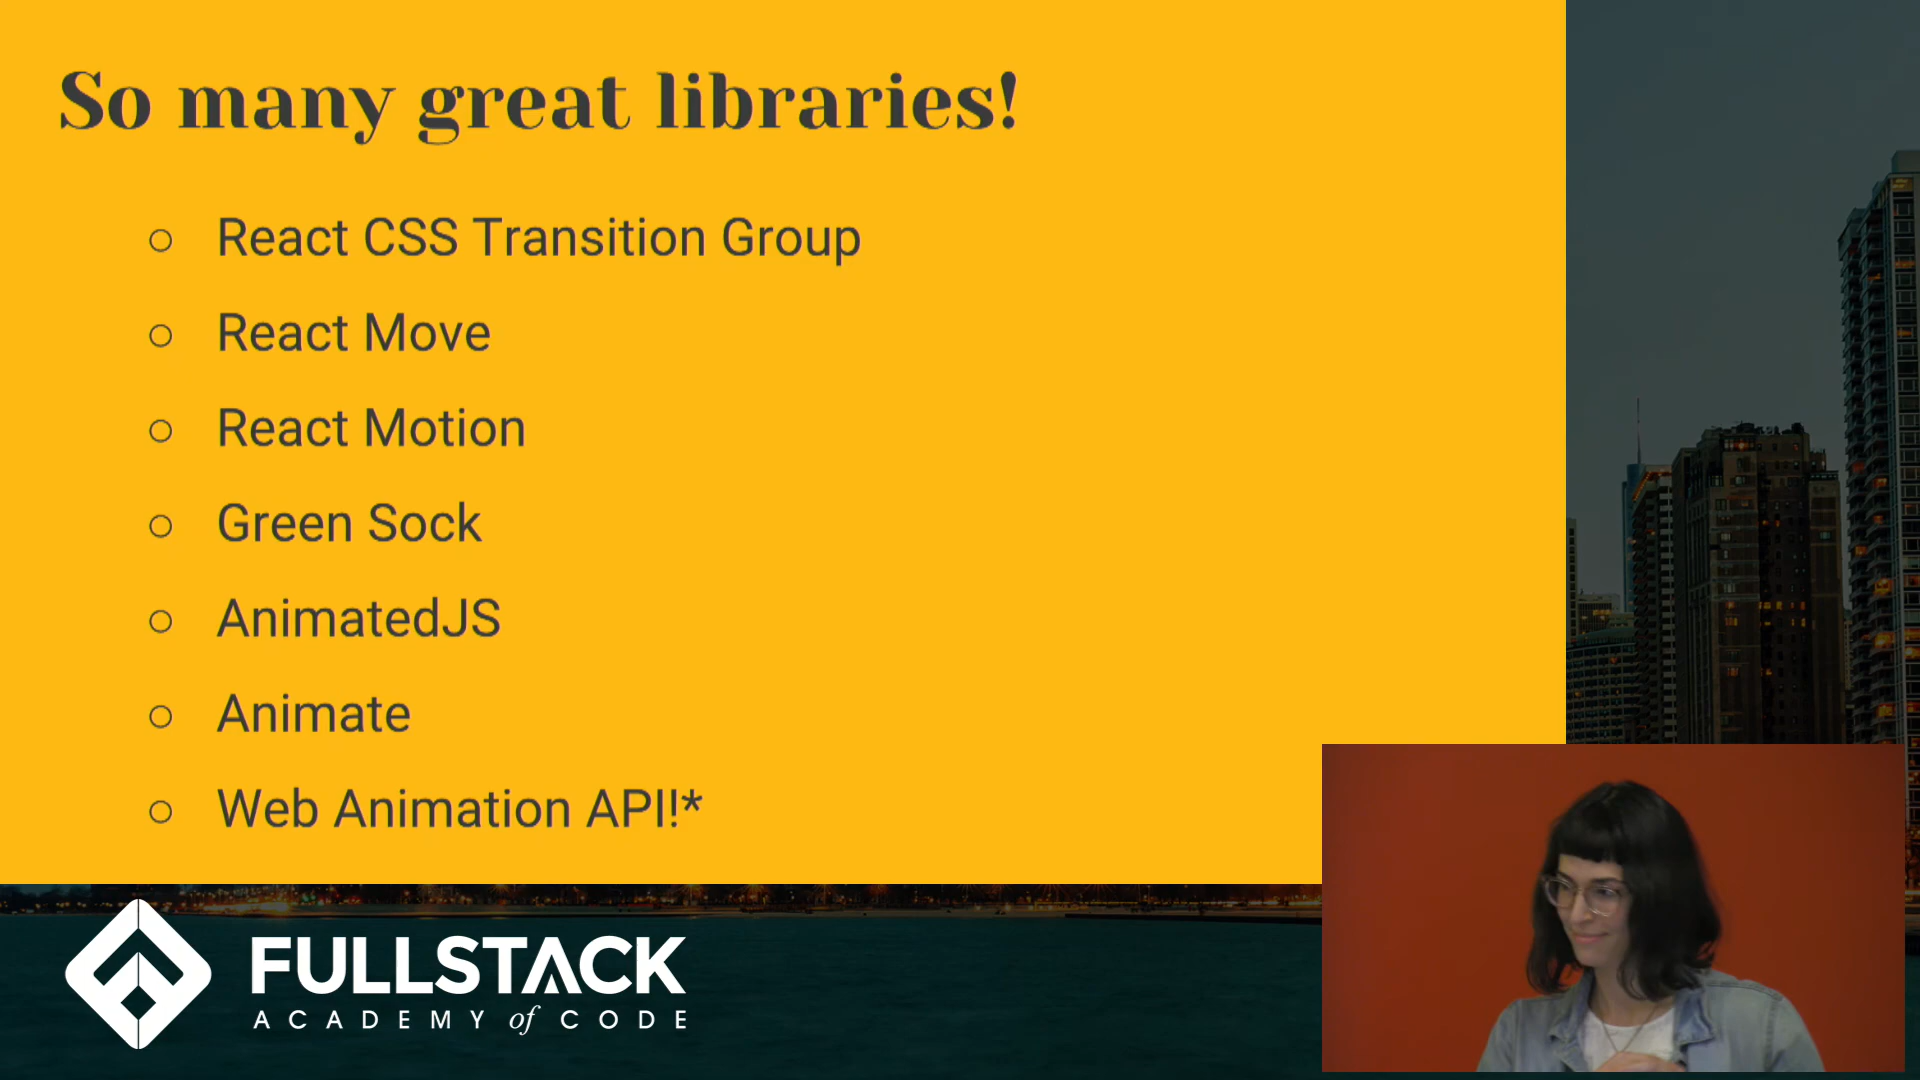 So many great libraries!
React CSS Transition Group
React Move
React Motion
Green Sock
AnimatedJS
Animate
Web Animation API!*
FULLSTACK
ACADEMY of CODE